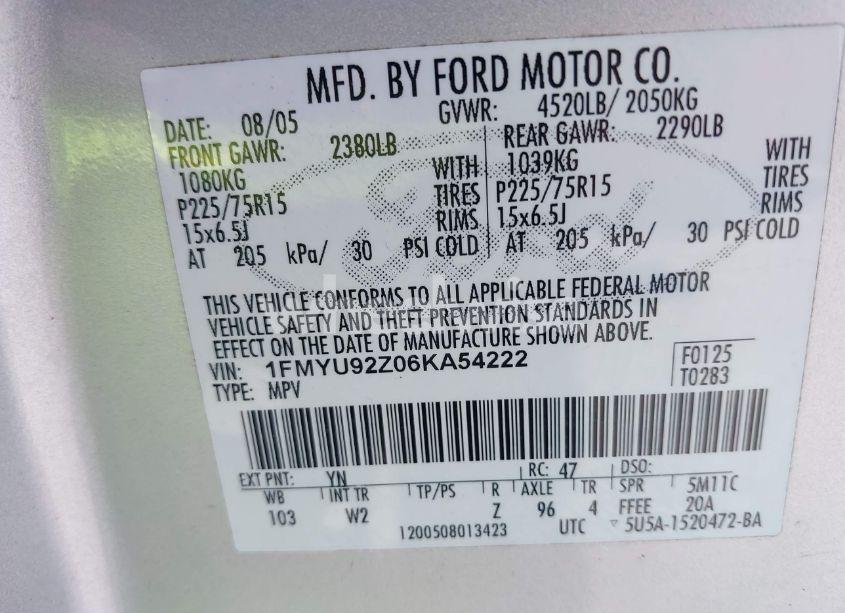 MFD. BY FORD MOTOR CO.
DATE: 08/05 GVWR: 4520LB/ 2050KG
FRONT GAWR: 2380LB REAR GAWR: 2290LB
1080KG WITH 1039KG WITH
P225/75R15 TIRES P225/75R15 TIRES
15x6.5J RIMS 15x6.5J RIMS
AT 205 kPa/ 30 PSI COLD AT 205 kPa/ 30 PSI COLD
THIS VEHICLE CONFORMS TO ALL APPLICABLE FEDERAL MOTOR
VEHICLE SAFETY AND THEFT PREVENTION STANDARDS IN
EFFECT ON THE DATE OF MANUFACTURE SHOWN ABOVE.
VIN: 1FMYU92Z06KA54222 F0125
TYPE: MPV T0283
EXT PNT: YN RC: 47 DSO:
WB INT TR TP/PS R AXLE TR SPR 5M11C
103 W2 Z 96 4 FFEE 20A
1200508013423 UTC ▽ 5U5A-1520472-BA